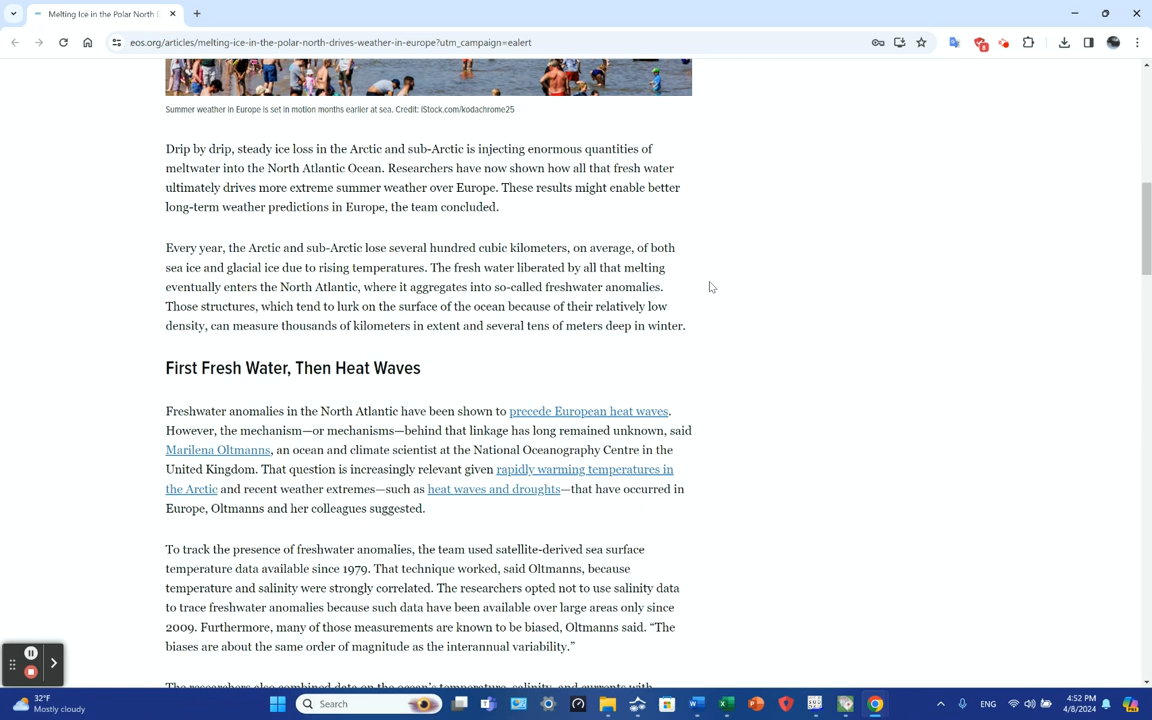 Melting Ice in the Polar North E
eos.org/articles/melting-ice-in-the-polar-north-drives-weather-in-europe?utm_campaign=ealert
8
Summer weather in Europe is set in motion months earlier at sea. Credit: iStock.com/kodachrome25
Drip by drip, steady ice loss in the Arctic and sub-Arctic is injecting enormous quantities of
meltwater into the North Atlantic Ocean. Researchers have now shown how all that fresh water
ultimately drives more extreme summer weather over Europe. These results might enable better
long-term weather predictions in Europe, the team concluded.
Every year, the Arctic and sub-Arctic lose several hundred cubic kilometers, on average, of both
sea ice and glacial ice due to rising temperatures. The fresh water liberated by all that melting
eventually enters the North Atlantic, where it aggregates into so-called freshwater anomalies.
Those structures, which tend to lurk on the surface of the ocean because of their relatively low
density, can measure thousands of kilometers in extent and several tens of meters deep in winter.
First Fresh Water, Then Heat Waves
Freshwater anomalies in the North Atlantic have been shown to precede European heat waves.
However, the mechanism—or mechanisms—behind that linkage has long remained unknown, said
Marilena Oltmanns, an ocean and climate scientist at the National Oceanography Centre in the
United Kingdom. That question is increasingly relevant given rapidly warming temperatures in
the Arctic and recent weather extremes—such as heat waves and droughts—that have occurred in
Europe, Oltmanns and her colleagues suggested.
To track the presence of freshwater anomalies, the team used satellite-derived sea surface
temperature data available since 1979. That technique worked, said Oltmanns, because
temperature and salinity were strongly correlated. The researchers opted not to use salinity data
to trace freshwater anomalies because such data have been available over large areas only since
2009. Furthermore, many of those measurements are known to be biased, Oltmanns said. “The
biases are about the same order of magnitude as the interannual variability.”
The researchers also combined data on the ocean’s temperature, salinity, and currents with
32°F
Mostly cloudy
Search
ENG
4:52 PM
4/8/2024